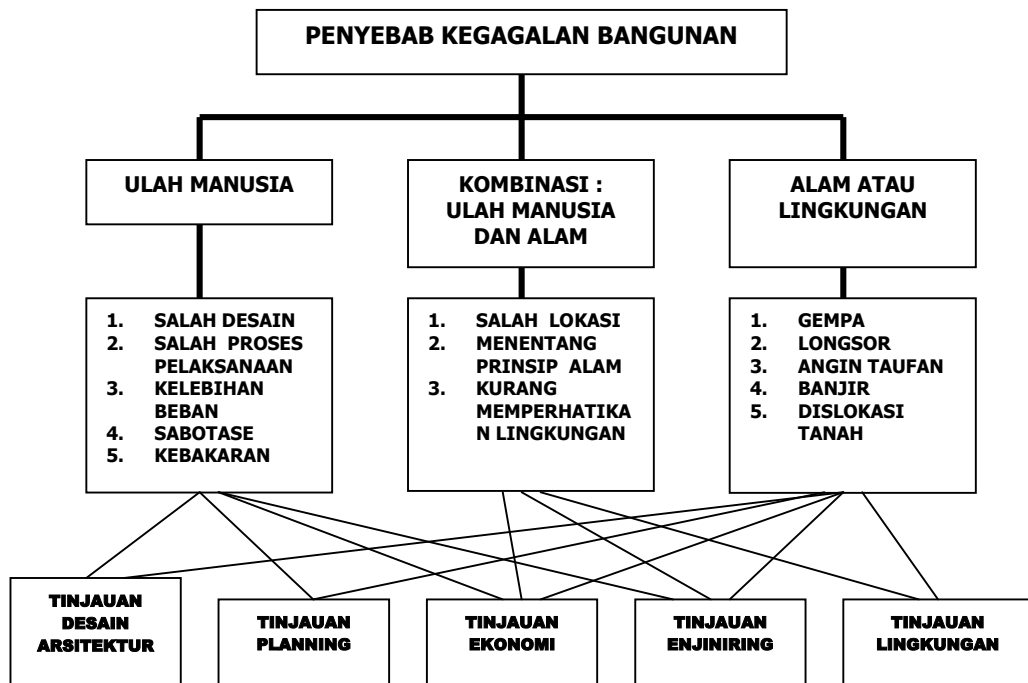 PENYEBAB KEGAGALAN BANGUNAN
ULAH MANUSIA
KOMBINASI :
ULAH MANUSIA
DAN ALAM
ALAM ATAU
LINGKUNGAN
1. SALAH DESAIN
2. SALAH PROSES
PELAKSANAAN
3. KELEBIHAN
BEBAN
4. SABOTASE
5. KEBAKARAN
1. SALAH LOKASI
2. MENENTANG
PRINSIP ALAM
3. KURANG
MEMPERHATIKA
N LINGKUNGAN
1. GEMPA
2. LONGSOR
3. ANGIN TAUFAN
4. BANJIR
5. DISLOKASI
TANAH
TINJAUAN
DESAIN
ARSITEKTUR
TINJAUAN
PLANNING
TINJAUAN
EKONOMI
TINJAUAN
ENJINIRING
TINJAUAN
LINGKUNGAN